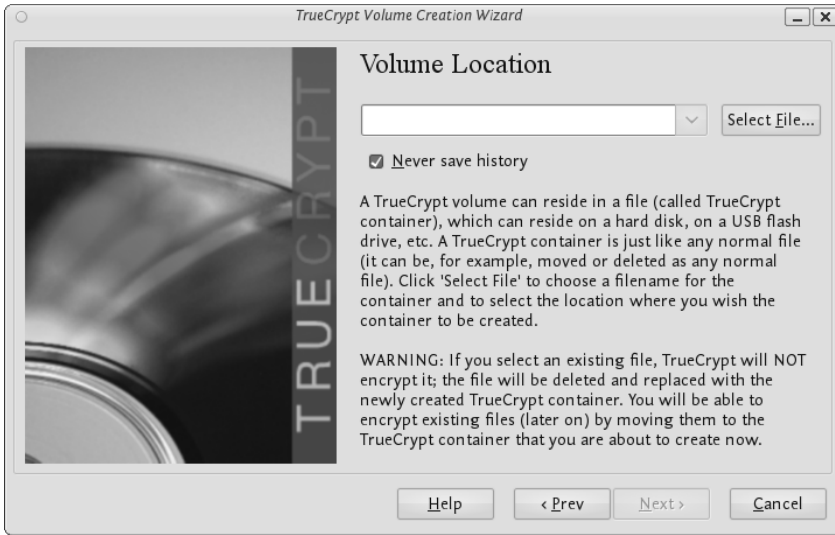 TrueCrypt Volume Creation Wizard
TRUECRYPT
Volume Location
Select File...
Never save history
A TrueCrypt volume can reside in a file (called TrueCrypt
container), which can reside on a hard disk, on a USB flash
drive, etc. A TrueCrypt container is just like any normal file
(it can be, for example, moved or deleted as any normal
file). Click 'Select File' to choose a filename for the
container and to select the location where you wish the
container to be created.
WARNING: If you select an existing file, TrueCrypt will NOT
encrypt it; the file will be deleted and replaced with the
newly created TrueCrypt container. You will be able to
encrypt existing files (later on) by moving them to the
TrueCrypt container that you are about to create now.
Help
< Prev
Next >
Cancel